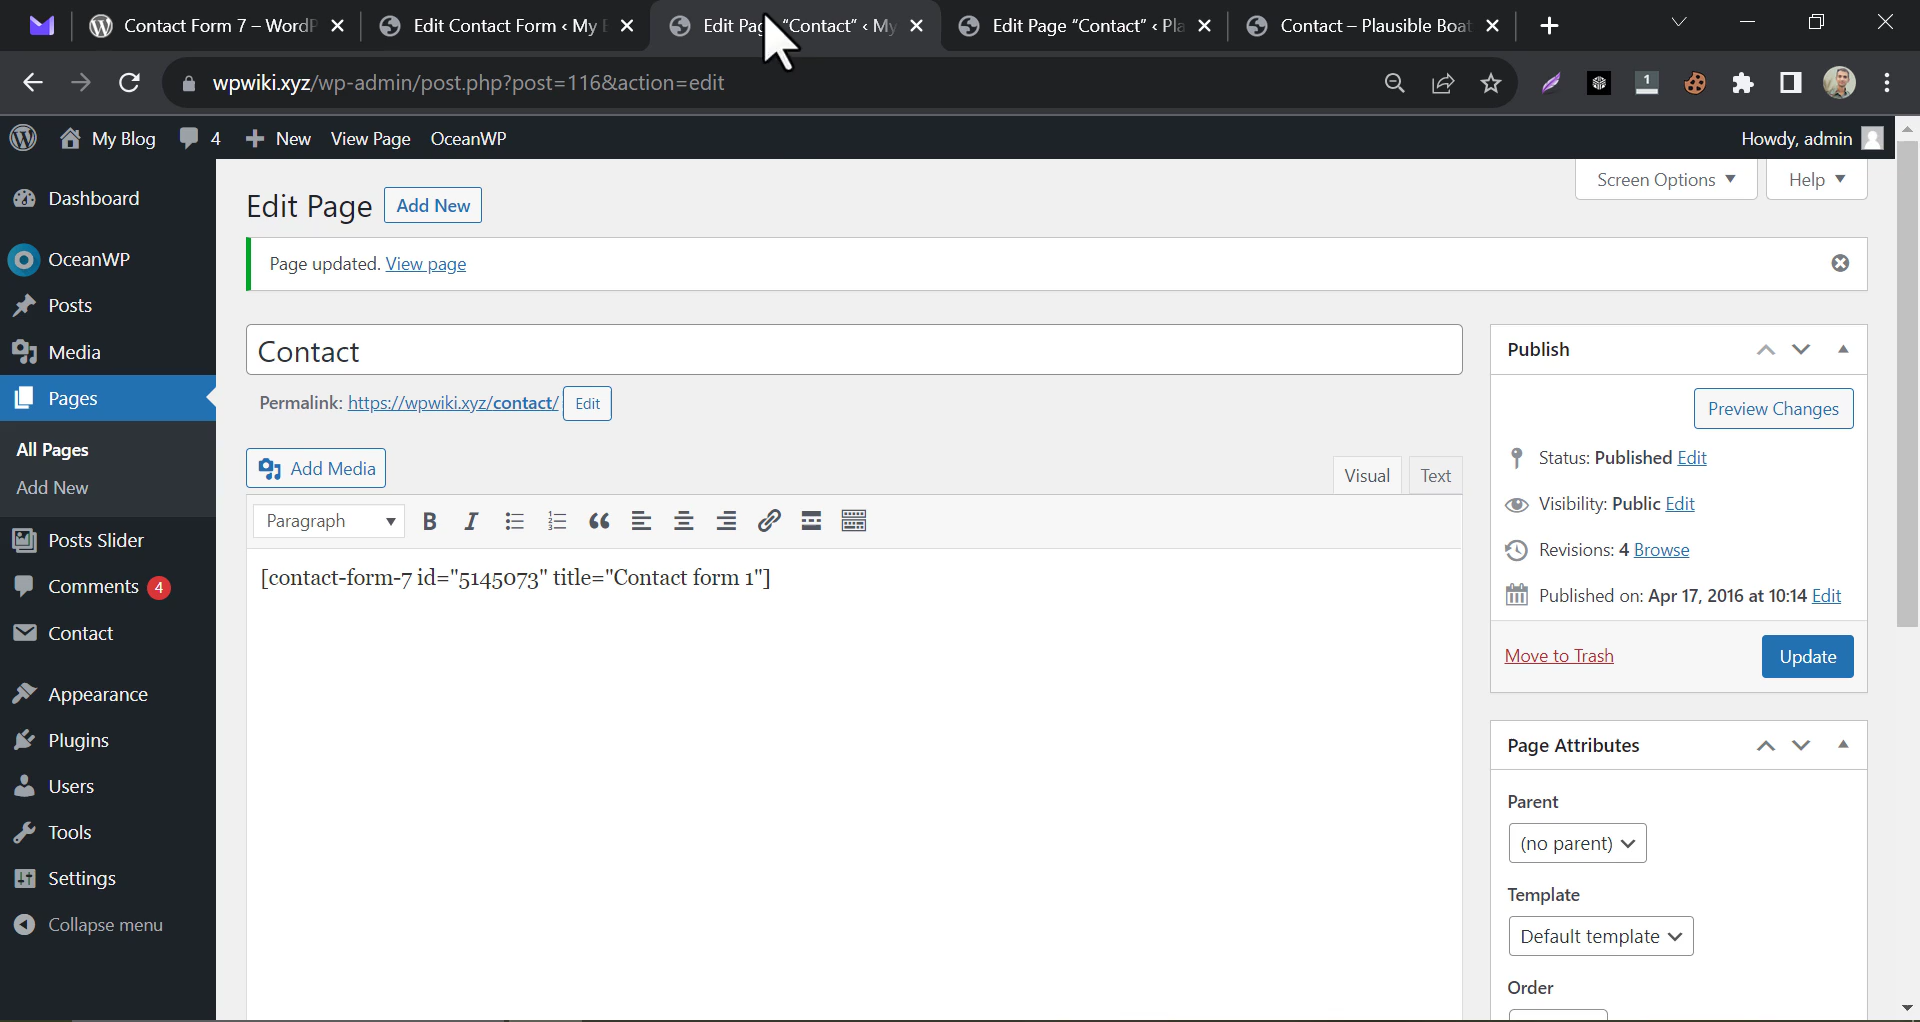 Contact Form 7 – WordP
Edit Contact Form ‹ My
Edit Pag "Contact" ‹ My
Edit Page "Contact" ‹ Pla
Contact – Plausible Boat
wpwiki.xyz/wp-admin/post.php?post=116&action=edit
1
My Blog
4
New
View Page
OceanWP
Howdy, admin
Dashboard
OceanWP
Posts
Media
Pages
All Pages
Add New
Posts Slider
Comments 4
Contact
Appearance
Plugins
Users
Tools
Settings
Collapse menu
Screen Options
Help
Edit Page
Add New
Page updated. View page
Contact
Permalink: https://wpwiki.xyz/contact/ Edit
Add Media
Visual
Text
Paragraph
[contact-form-7 id="5145073" title="Contact form 1"]
Publish
Preview Changes
Status: Published Edit
Visibility: Public Edit
Revisions: 4 Browse
Published on: Apr 17, 2016 at 10:14 Edit
Move to Trash
Update
Page Attributes
Parent
(no parent)
Template
Default template
Order